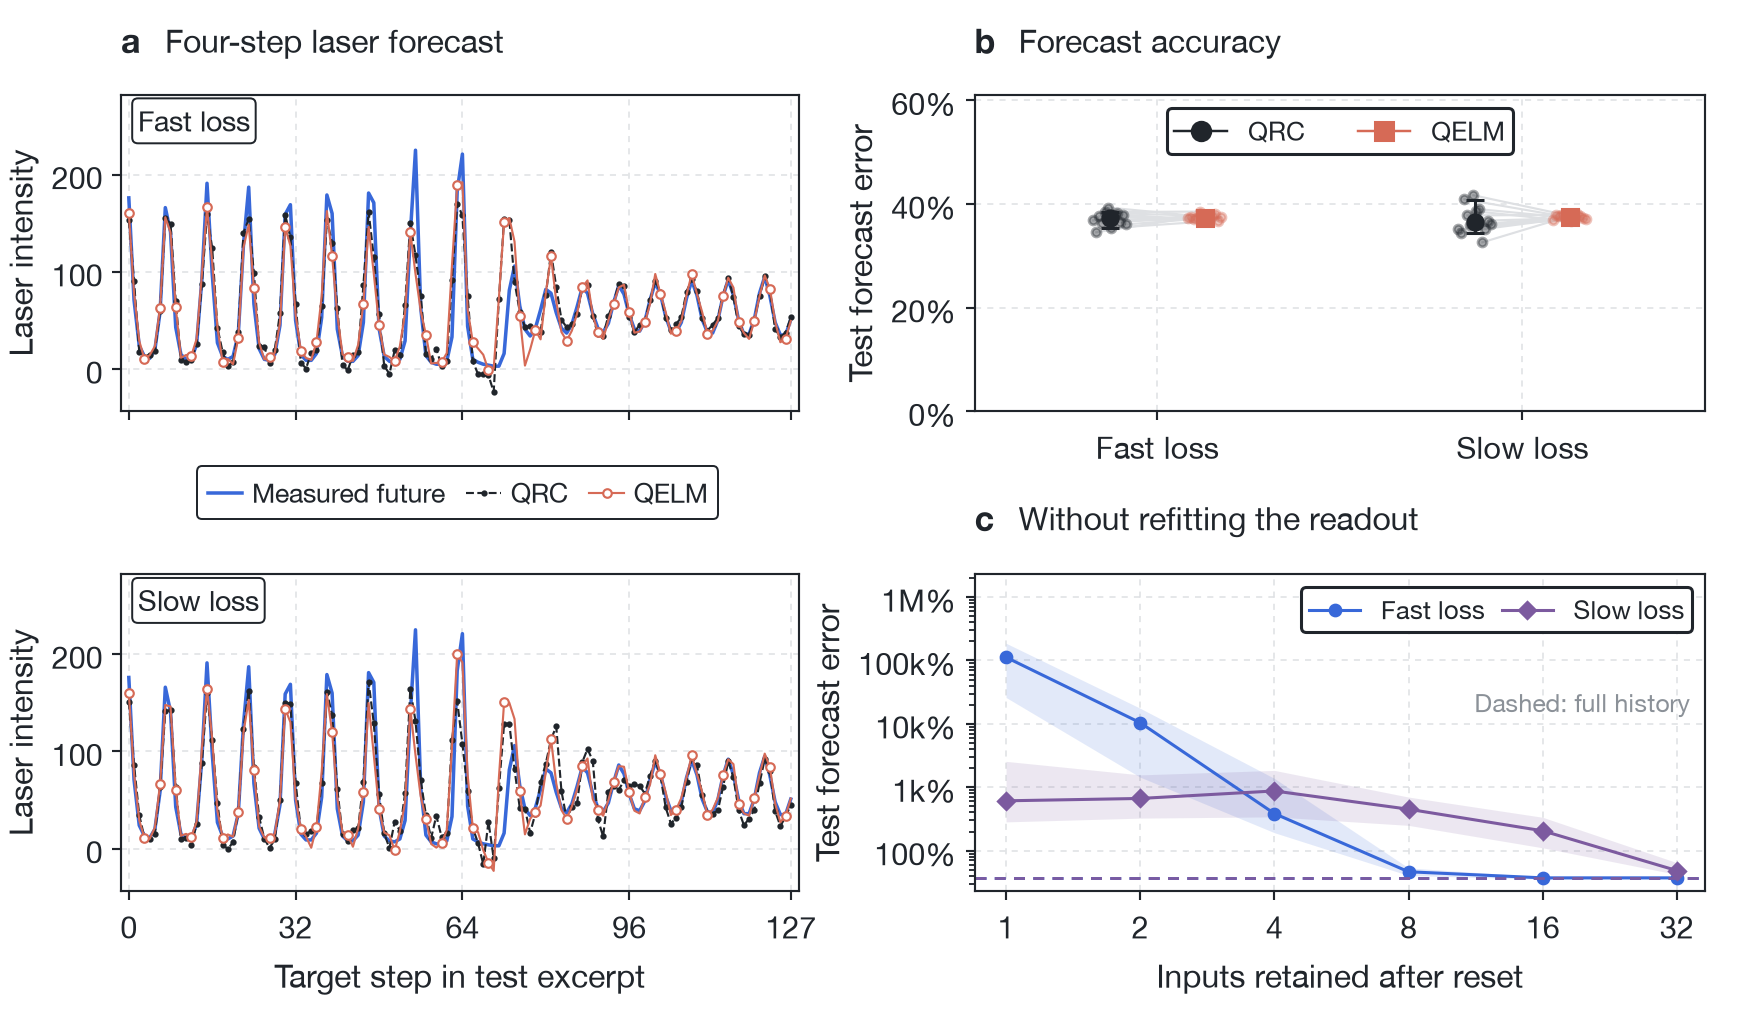 a Four-step laser forecast
Fast loss
Laser intensity
200
100
0
Measured future QRC QELM
Slow loss
Laser intensity
200
100
0
0 32 64 96 127
Target step in test excerpt
b Forecast accuracy
QRC QELM
Test forecast error
60%
40%
20%
0%
Fast loss Slow loss
c Without refitting the readout
Fast loss Slow loss
Dashed: full history
Test forecast error
1M%
100k%
10k%
1k%
100%
1 2 4 8 16 32
Inputs retained after reset